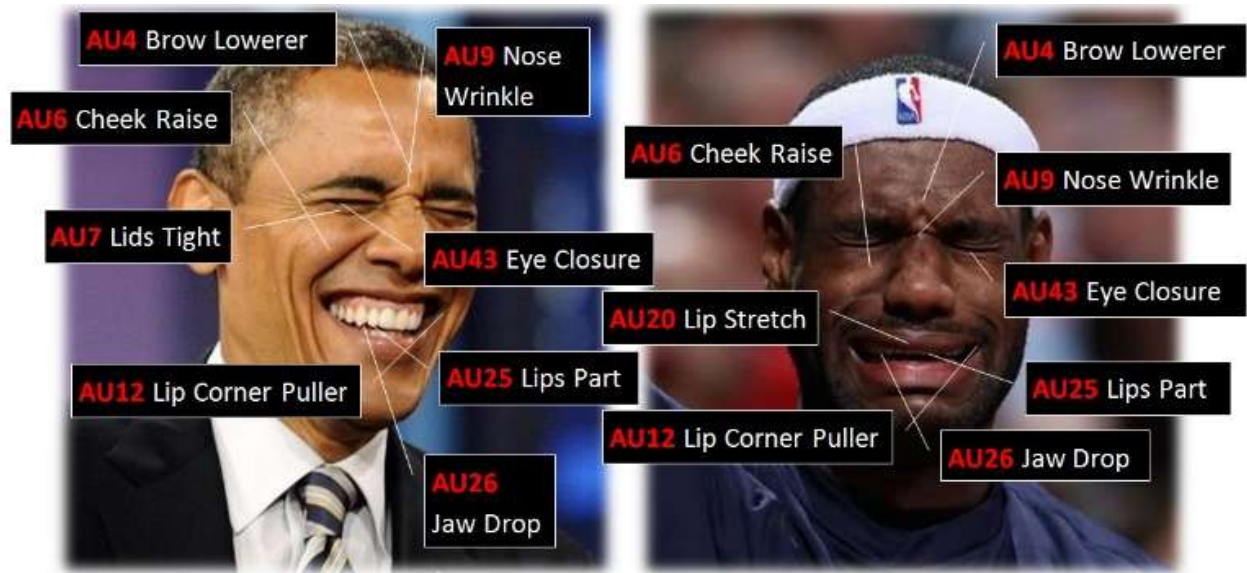 AU4 Brow Lowerer
AU9 Nose
Wrinkle
AU6 Cheek Raise
AU7 Lids Tight
AU43 Eye Closure
AU12 Lip Corner Puller
AU25 Lips Part
AU26
Jaw Drop
AU4 Brow Lowerer
AU6 Cheek Raise
AU9 Nose Wrinkle
AU43 Eye Closure
AU20 Lip Stretch
AU25 Lips Part
AU12 Lip Corner Puller
AU26 Jaw Drop